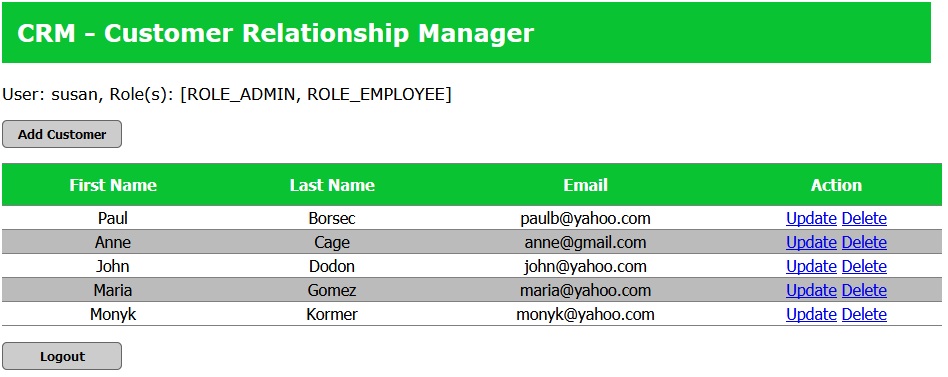 CRM - Customer Relationship Manager
User: susan, Role(s): [ROLE_ADMIN, ROLE_EMPLOYEE]
Add Customer
First Name Last Name Email Action
Paul Borsec paulb@yahoo.com Update Delete
Anne Cage anne@gmail.com Update Delete
John Dodon john@yahoo.com Update Delete
Maria Gomez maria@yahoo.com Update Delete
Monyk Kormer monyk@yahoo.com Update Delete
Logout